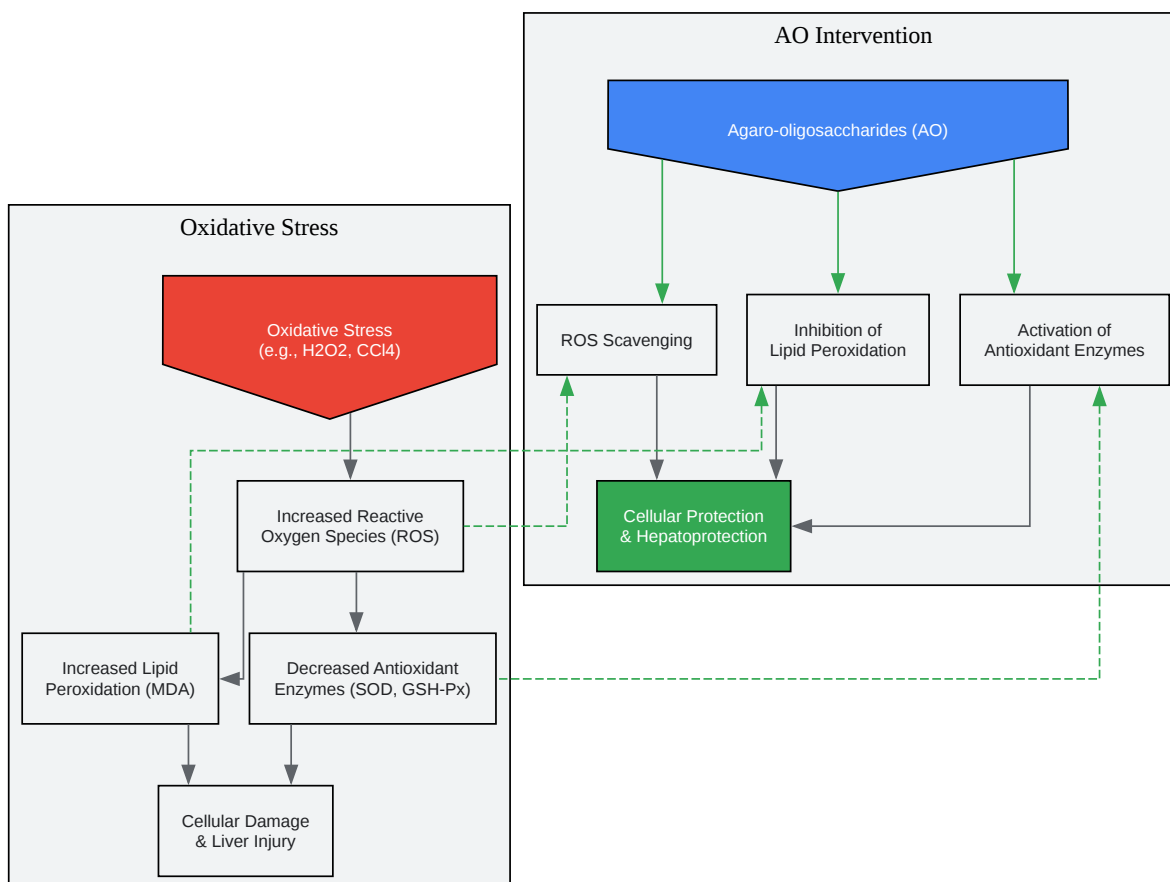 AO Intervention
Agaro-oligosaccharides (AO)
Oxidative Stress
Oxidative Stress
(e.g., H2O2, CCl4)
ROS Scavenging
Inhibition of
Lipid Peroxidation
Activation of
Antioxidant Enzymes
Increased Reactive
Oxygen Species (ROS)
Cellular Protection
& Hepatoprotection
Increased Lipid
Peroxidation (MDA)
Decreased Antioxidant
Enzymes (SOD, GSH-Px)
Cellular Damage
& Liver Injury